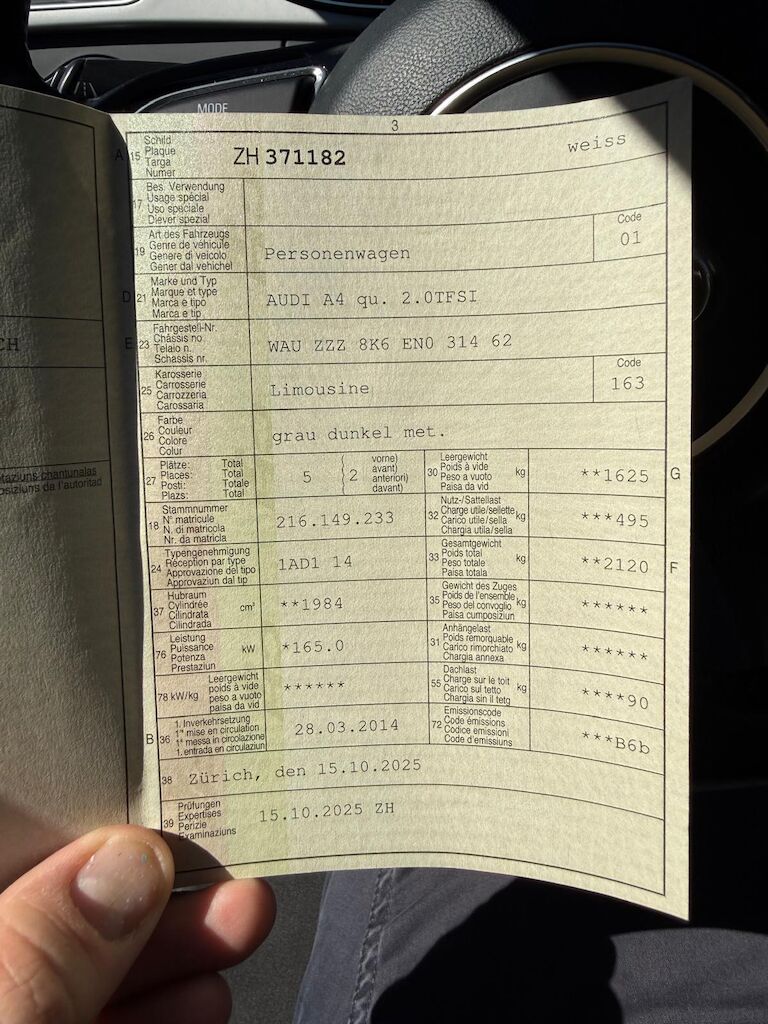 MODE
3
A 15 Schild
Plaque
Targa
Numer
ZH 371182
weiss
17 Bes. Verwendung
Usage spécial
Uso speciale
Diever spezial
19 Art des Fahrzeugs
Genre de véhicule
Genere di veicolo
Gener dal vehichel
Personenwagen
Code
01
D 21 Marke und Typ
Marque et type
Marca e tipo
Marca e tip
AUDI A4 qu. 2.0TFSI
E 23 Fahrgestell-Nr.
Châssis no
Telaio n.
Schassis nr.
WAU ZZZ 8K6 EN0 314 62
25 Karosserie
Carrosserie
Carrozzeria
Carossaria
Limousine
Code
163
26 Farbe
Couleur
Colore
Colur
grau dunkel met.
27 Plätze: Total
Places: Total
Posti: Totale
Plazs: Total
5
2
vorne)
avant)
anteriori)
davant)
30 Leergewicht
Poids à vide
Peso a vuoto
Paisa da vid
kg
**1625
G
18 Stammnummer
N° matricule
N. di matricola
Nr. da matricla
216.149.233
32 Nutz-/Sattellast
Charge utile/sellette
Carico utile/sella
Chargia utila/sella
kg
***495
24 Typengenehmigung
Réception par type
Approvazione del tipo
Approvaziun dal tip
1AD1 14
33 Gesamtgewicht
Poids total
Peso totale
Paisa totala
kg
**2120
F
37 Hubraum
Cylindrée
Cilindrata
Cilindrada
cm³
**1984
35 Gewicht des Zuges
Poids de l'ensemble
Peso del convoglio
Paisa cumposiziun
kg
******
76 Leistung
Puissance
Potenza
Prestaziun
kW
*165.0
31 Anhängelast
Poids remorquable
Carico rimorchiato
Chargia annexa
kg
******
78 kW/kg
Leergewicht
poids à vide
peso a vuoto
paisa da vid
******
55 Dachlast
Charge sur le toit
Carico sul tetto
Chargia sin il tetg
kg
****90
B 36 1. Inverkehrsetzung
1re mise en circulation
1a messa in circolazione
1. entrada en circulaziun
28.03.2014
72 Emissionscode
Code émissions
Codice emissioni
Code d'emissiuns
***B6b
38 Zürich, den 15.10.2025
39 Prüfungen
Expertises
Perizie
Examinaziuns
15.10.2025 ZH
CH